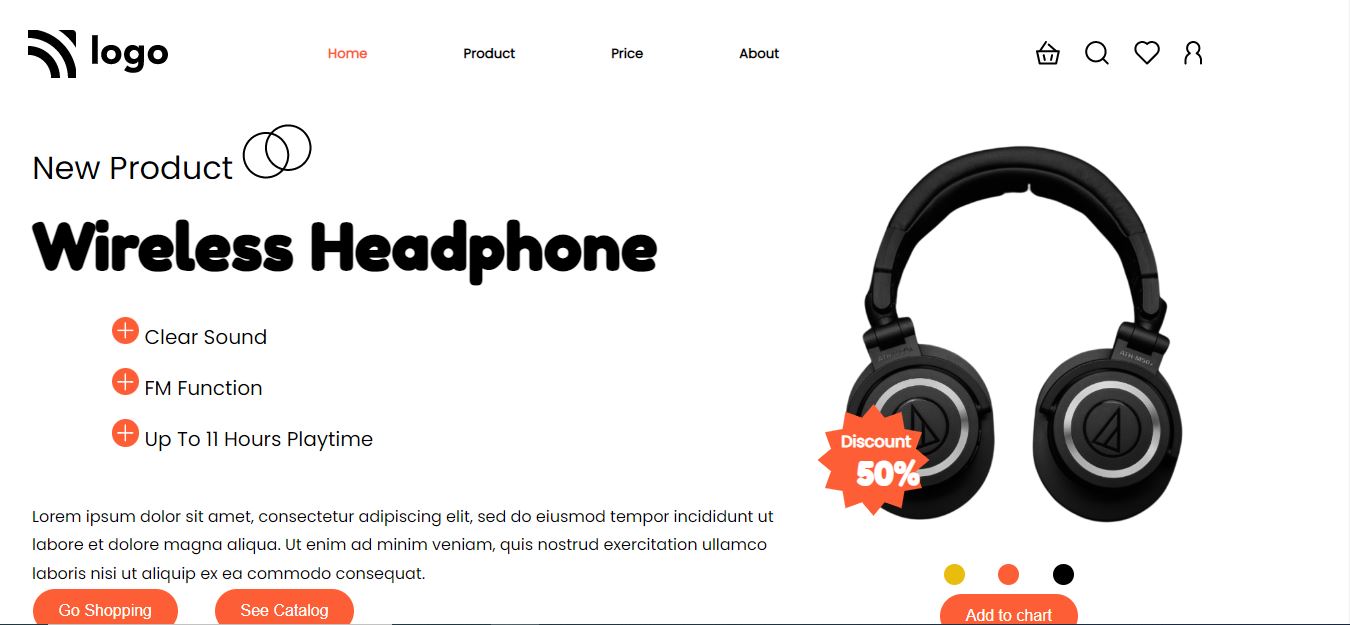 logo
Home Product Price About
New Product
Wireless Headphone
Clear Sound
FM Function
Up To 11 Hours Playtime
Discount
50%
Lorem ipsum dolor sit amet, consectetur adipiscing elit, sed do eiusmod tempor incididunt ut
labore et dolore magna aliqua. Ut enim ad minim veniam, quis nostrud exercitation ullamco
laboris nisi ut aliquip ex ea commodo consequat.
Go Shopping
See Catalog
Add to chart